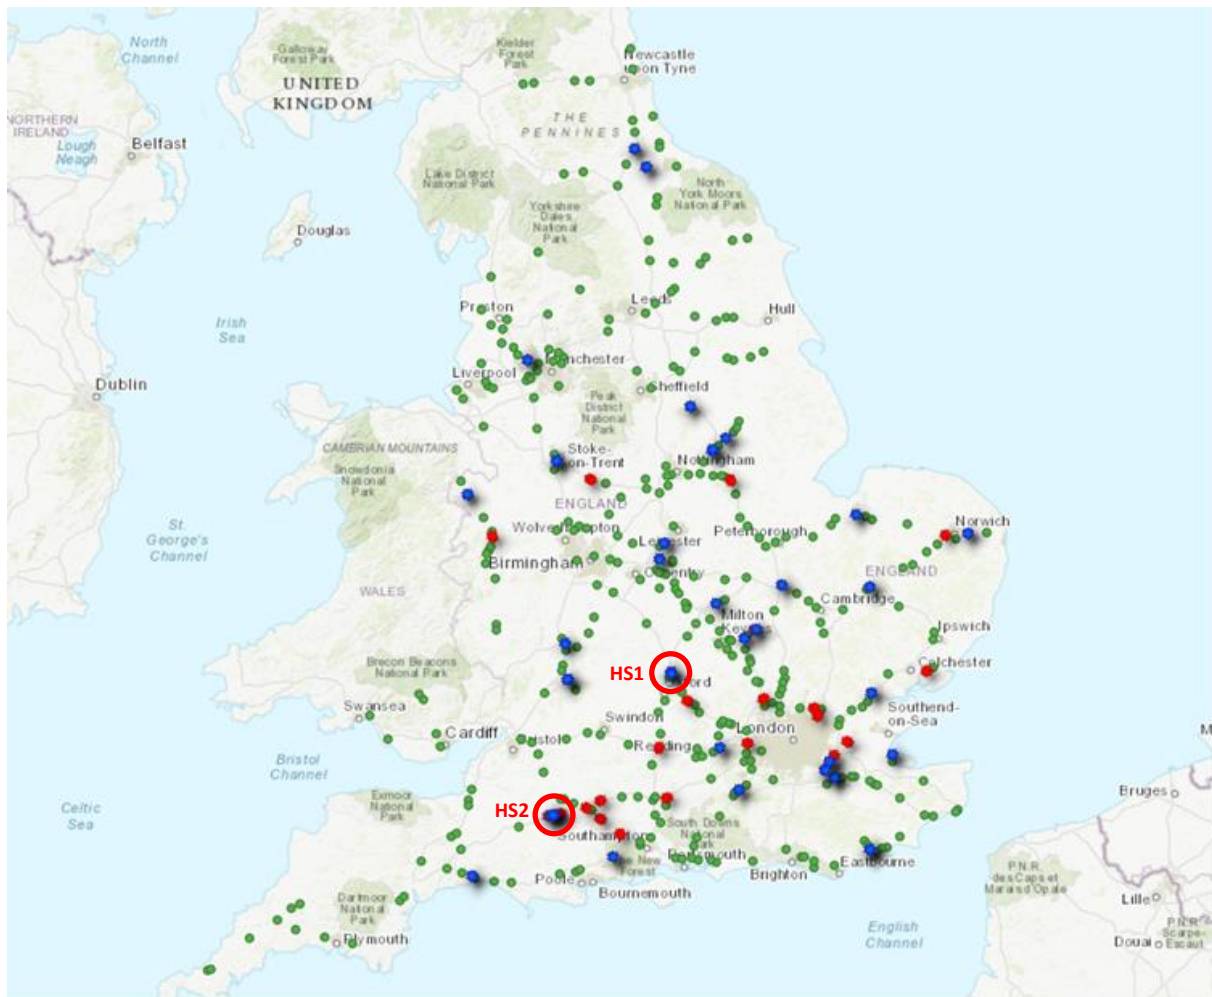 North
Channel
Galloway
Forest Park
Kielder
Forest
Park
Newcastle
upon Tyne
UNITED
KINGDOM
NORTHERN
IRELAND
Lough
Neagh
Belfast
THE
PENNINES
Lake District
National Park
North
York Moors
National Park
Yorkshire
Dales
National
Park
Douglas
Preston
Leeds
Hull
Irish
Sea
Manchester
Liverpool
Dublin
Sheffield
Peak
District
National
Park
CAMBRIAN MOUNTAINS
Stoke-
on-Trent
Nottingham
Snowdonia
National
Park
ENGLAND
St.
George's
Channel
Wolverhampton
Peterborough
Norwich
Leicester
Birmingham
Coventry
ENGLAND
WALES
Cambridge
Milton
Keynes
Ipswich
Brecon Beacons
National Park
HS1
Oxford
Colchester
Swansea
Southend-
on-Sea
Swindon
Cardiff
Bristol
London
Reading
Bristol
Channel
Bruges
Celtic
Sea
Exmoor
National
Park
HS2
South Downs
National
Park
Southampton
Portsmouth
Eastbourne
The New
Forest
Brighton
Poole
Bournemouth
P.N.R.
des Caps et
Marais d'Opale
Dartmoor
National
Park
Lille
English
Channel
P.N.R.
Scarpe-
Escaut
Plymouth
Douai